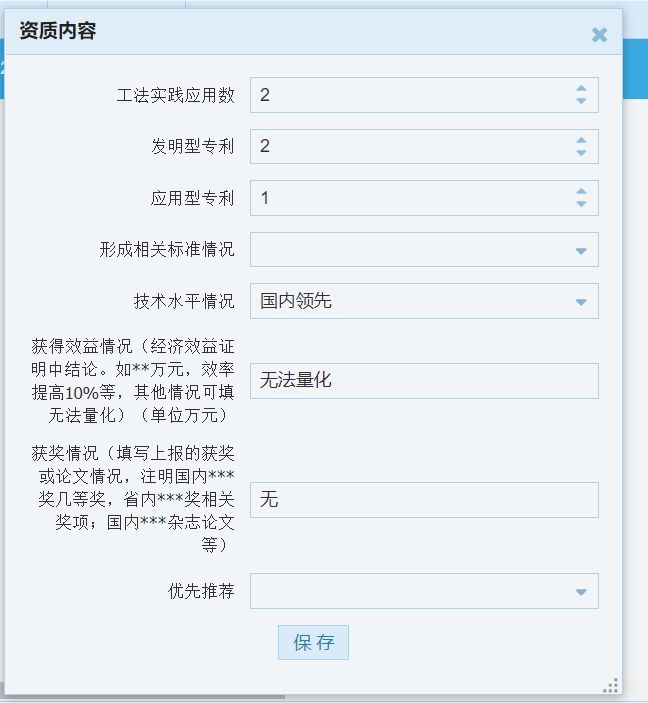 资质内容
工法实践应用数
2
发明型专利
2
应用型专利
1
形成相关标准情况
技术水平情况
国内领先
获得效益情况（经济效益证
明中结论。如**万元，效率
提高10%等，其他情况可填
无法量化）（单位万元）
无法量化
获奖情况（填写上报的获奖
或论文情况，注明国内***
奖几等奖，省内***奖相关
奖项；国内***杂志论文
等）
无
优先推荐
保存